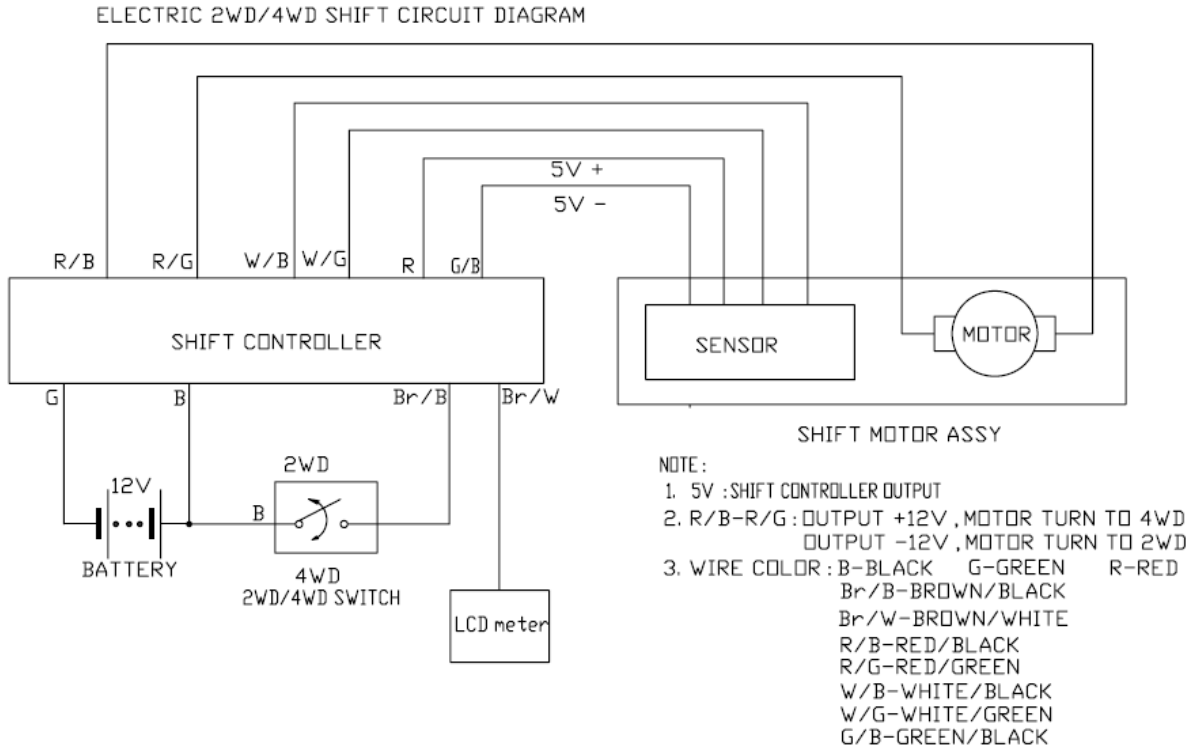 ELECTRIC 2WD/4WD SHIFT CIRCUIT DIAGRAM
5V +
5V -
R/B
R/G
W/B
W/G
R
G/B
SHIFT CONTROLLER
SENSOR
MOTOR
G
B
Br/B
Br/W
SHIFT MOTOR ASSY
12V
BATTERY
2WD
B
4WD
2WD/4WD SWITCH
LCD meter
NOTE:
1. 5V :SHIFT CONTROLLER OUTPUT
2. R/B-R/G:OUTPUT +12V,MOTOR TURN TO 4WD
OUTPUT -12V,MOTOR TURN TO 2WD
3. WIRE COLOR:B-BLACK G-GREEN R-RED
Br/B-BROWN/BLACK
Br/W-BROWN/WHITE
R/B-RED/BLACK
R/G-RED/GREEN
W/B-WHITE/BLACK
W/G-WHITE/GREEN
G/B-GREEN/BLACK